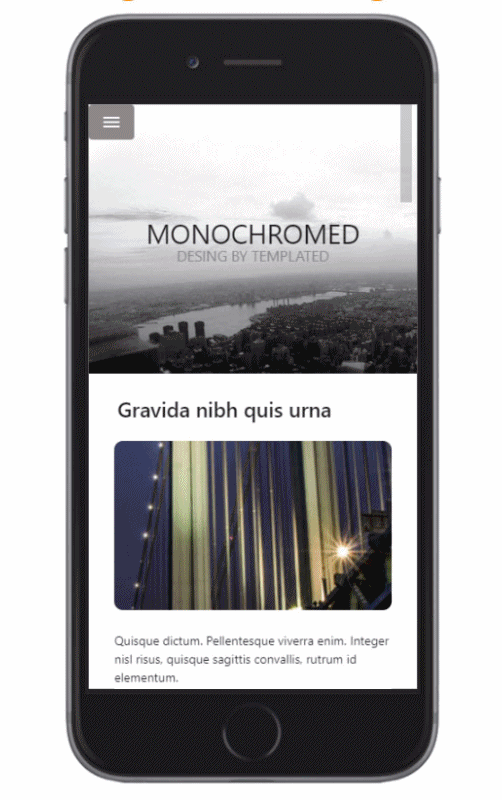 MONOCHROMED
DESING BY TEMPLATED
Gravida nibh quis urna
Quisque dictum. Pellentesque viverra enim. Integer
nisl risus, quisque sagittis convallis, rutrum id
elementum.